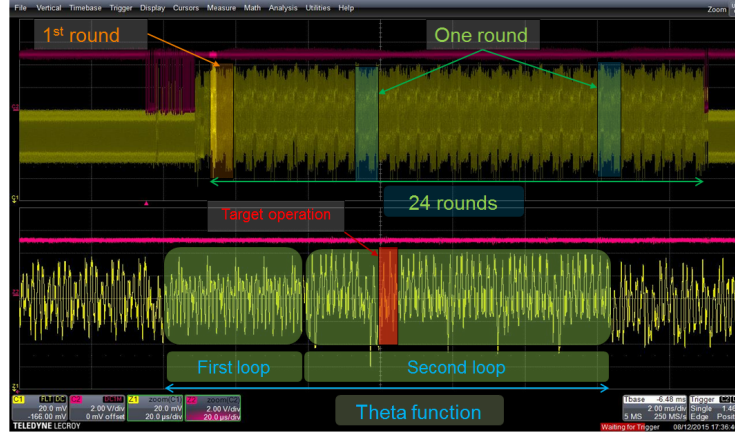 File Vertical Timebase Trigger Display Cursors Measure Math Analysis Utilities Help
Zoom
1st round
One round
24 rounds
Target operation
First loop
Second loop
Theta function
C1 FLT DC
20.0 mV
-166.00 mV
C2 DC1M
2.00 V/div
0 mV offset
Z1 zoom(C1)
20.0 mV
20.0 µs/div
zoom(C2)
2.00 V/div
20.0 µs/div
Tbase -6.48 ms
2.00 ms/div
5 MS 250 MS/s
Trigger
Single
Edge
TELEDYNE LECROY
Waiting for Trigger
08/12/2015